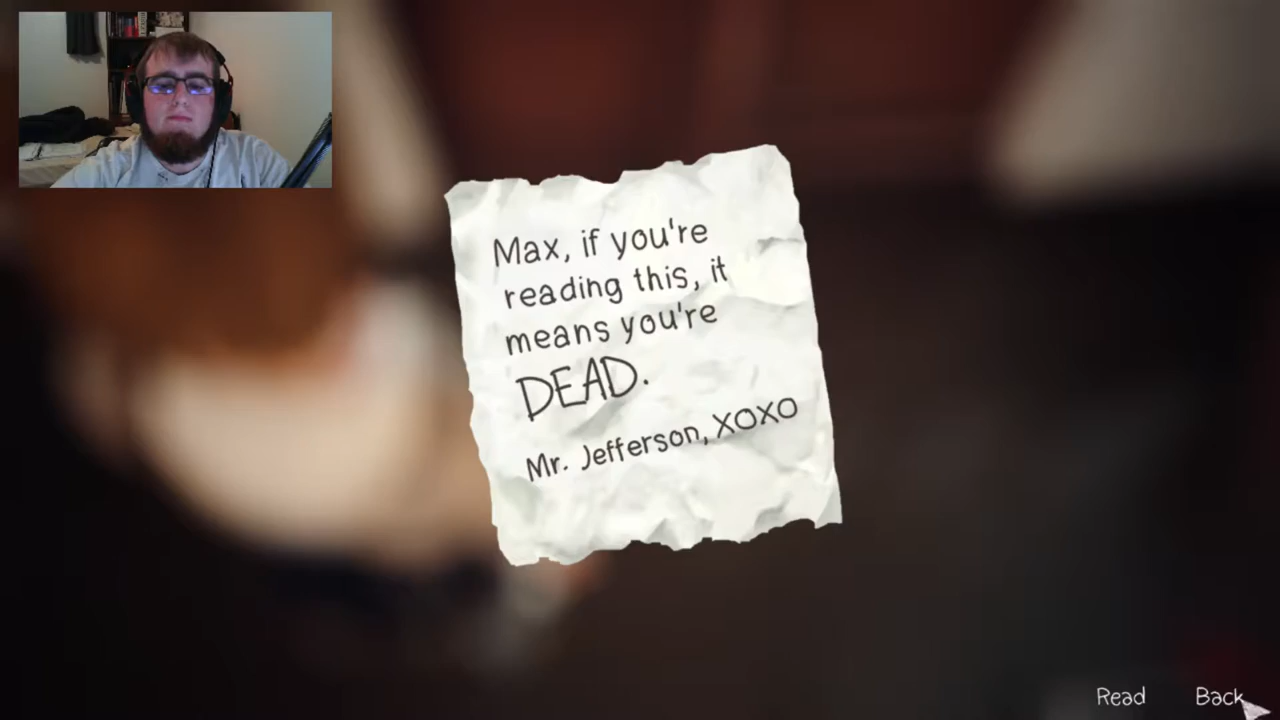 Max, if you're
reading this, it
means you're
DEAD.
Mr. Jefferson, XOXO
Read Back